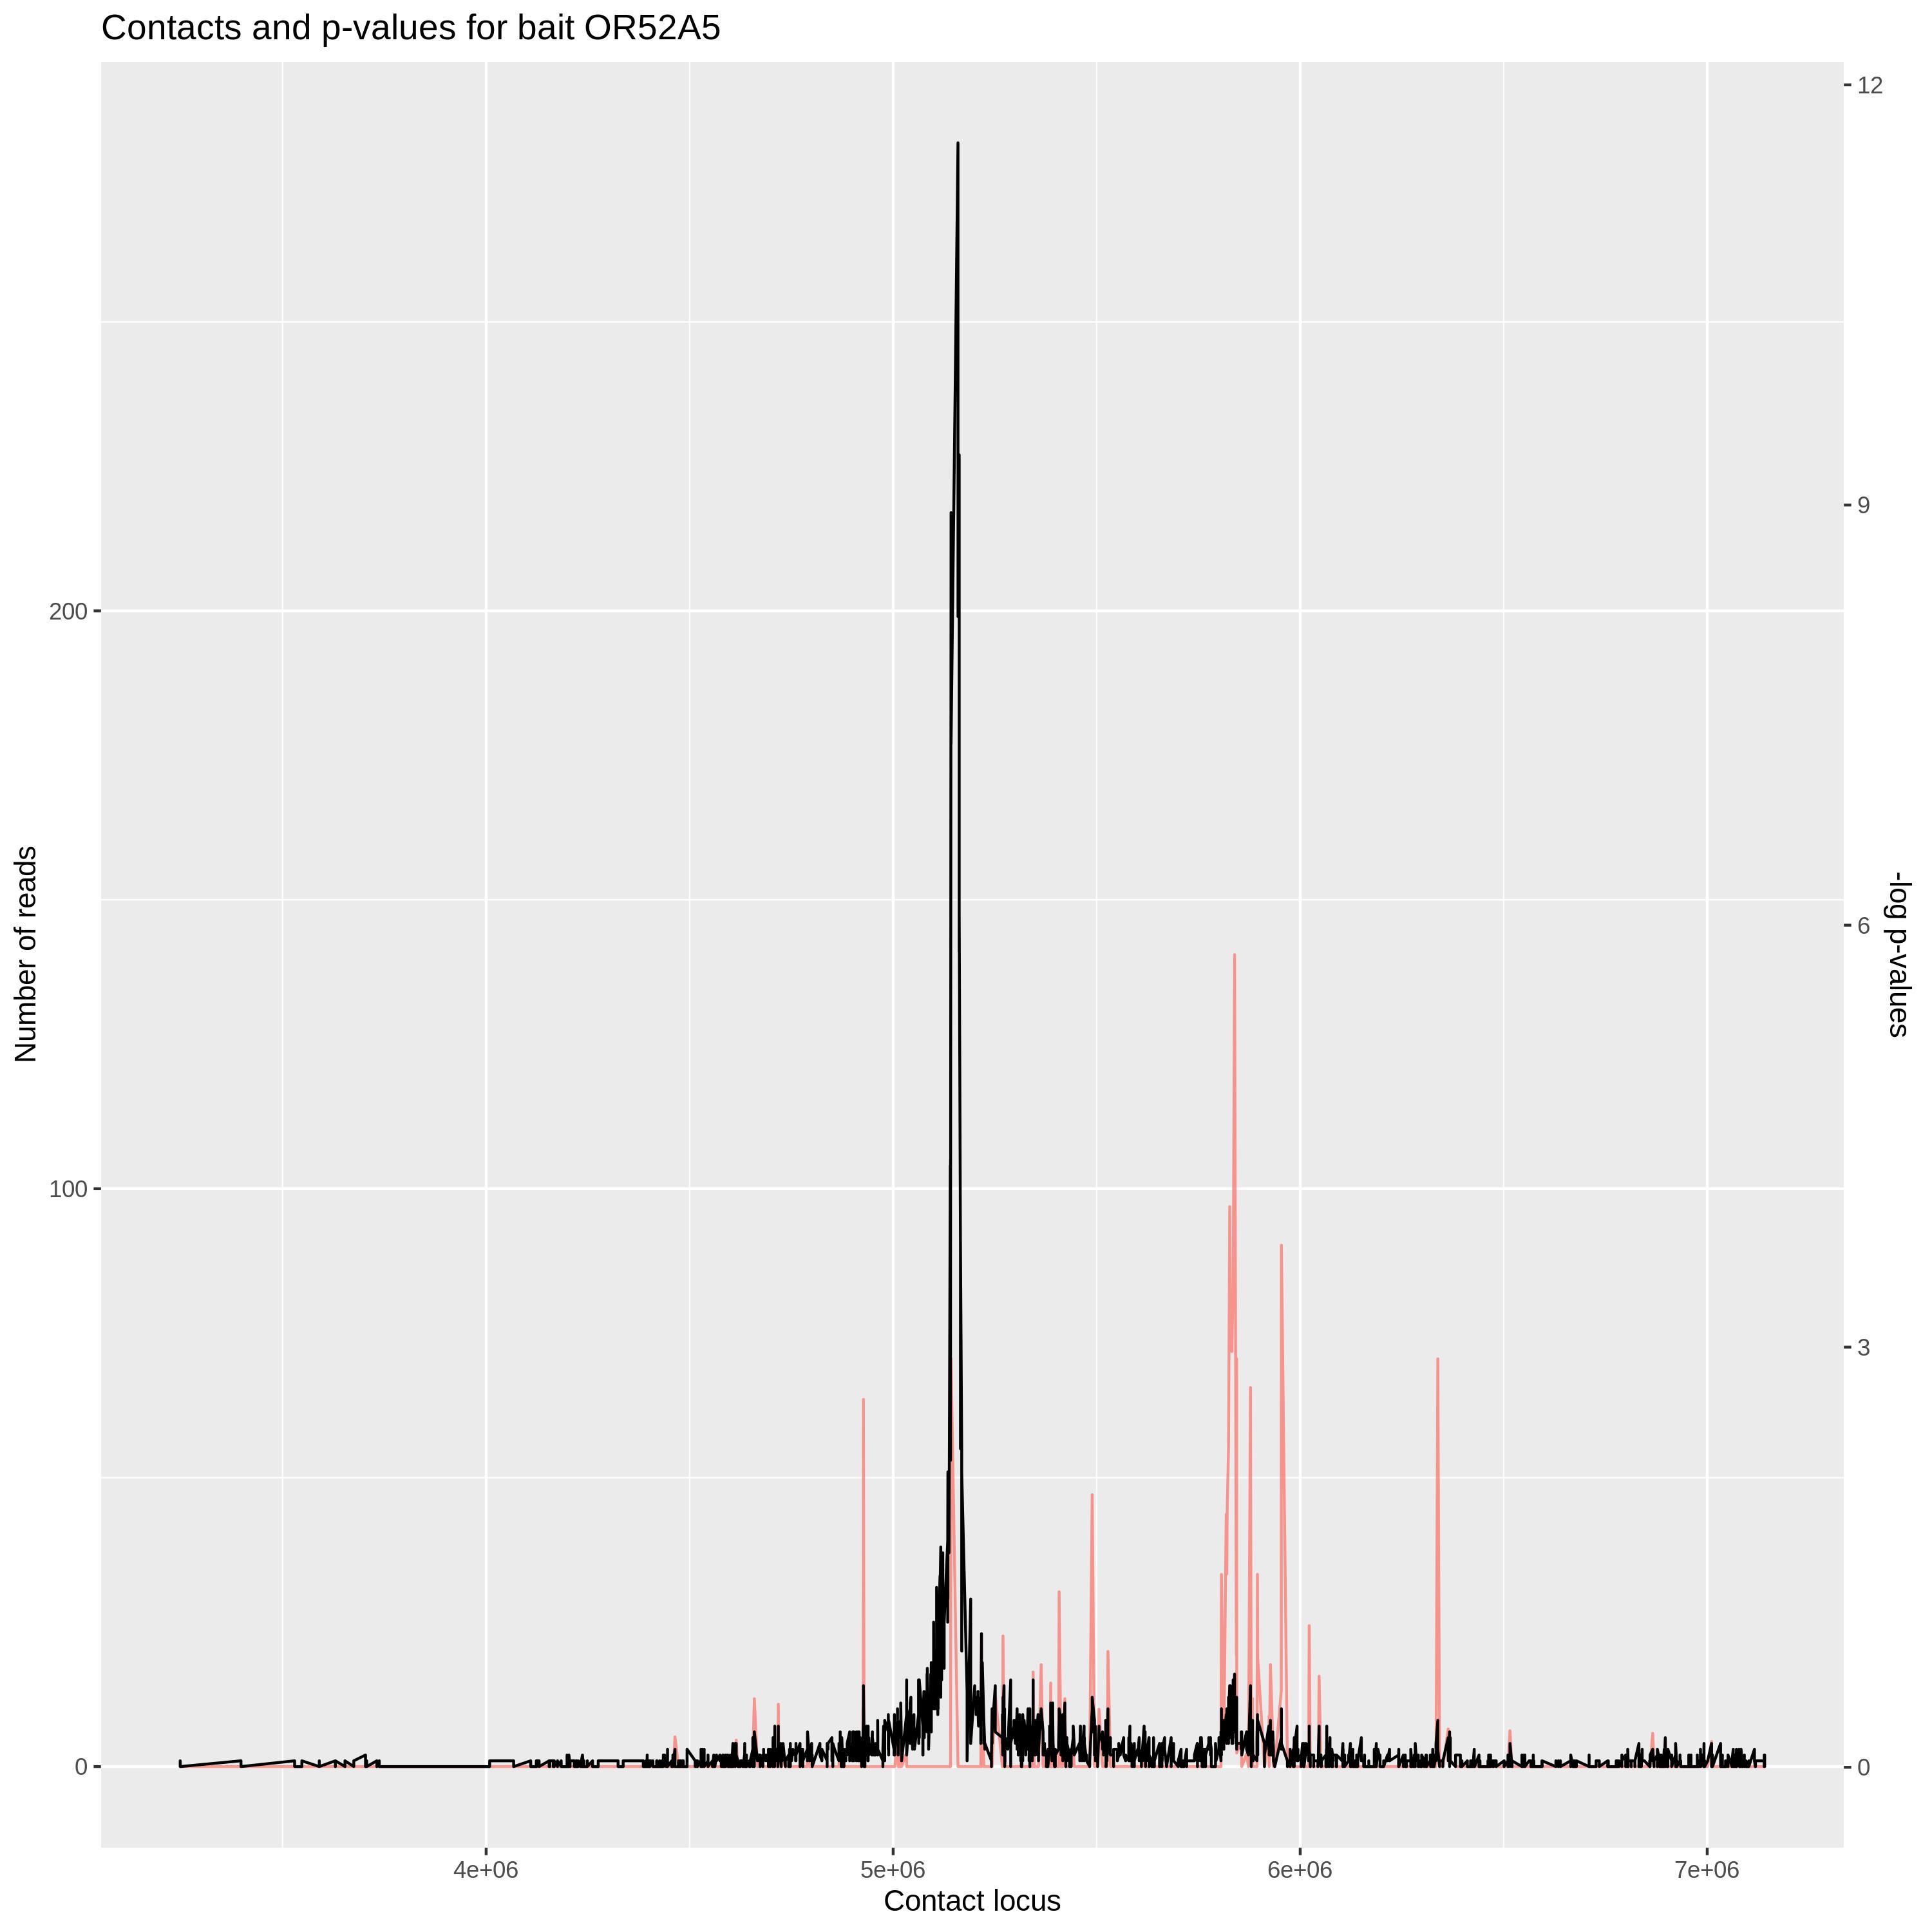 Contacts and p-values for bait OR52A5
Number of reads
200
100
0
12
9
6
3
0
-log p-values
4e+06 5e+06 6e+06 7e+06
Contact locus